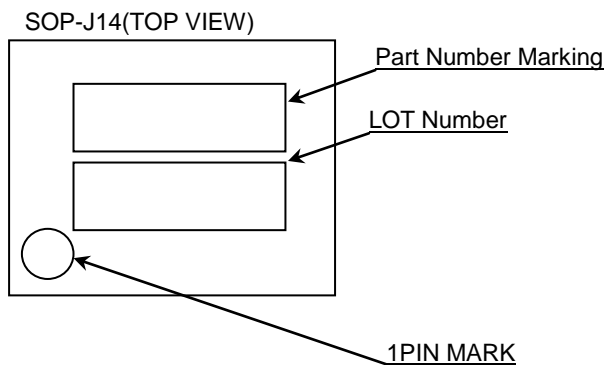 SOP-J14(TOP VIEW)
Part Number Marking
LOT Number
1PIN MARK